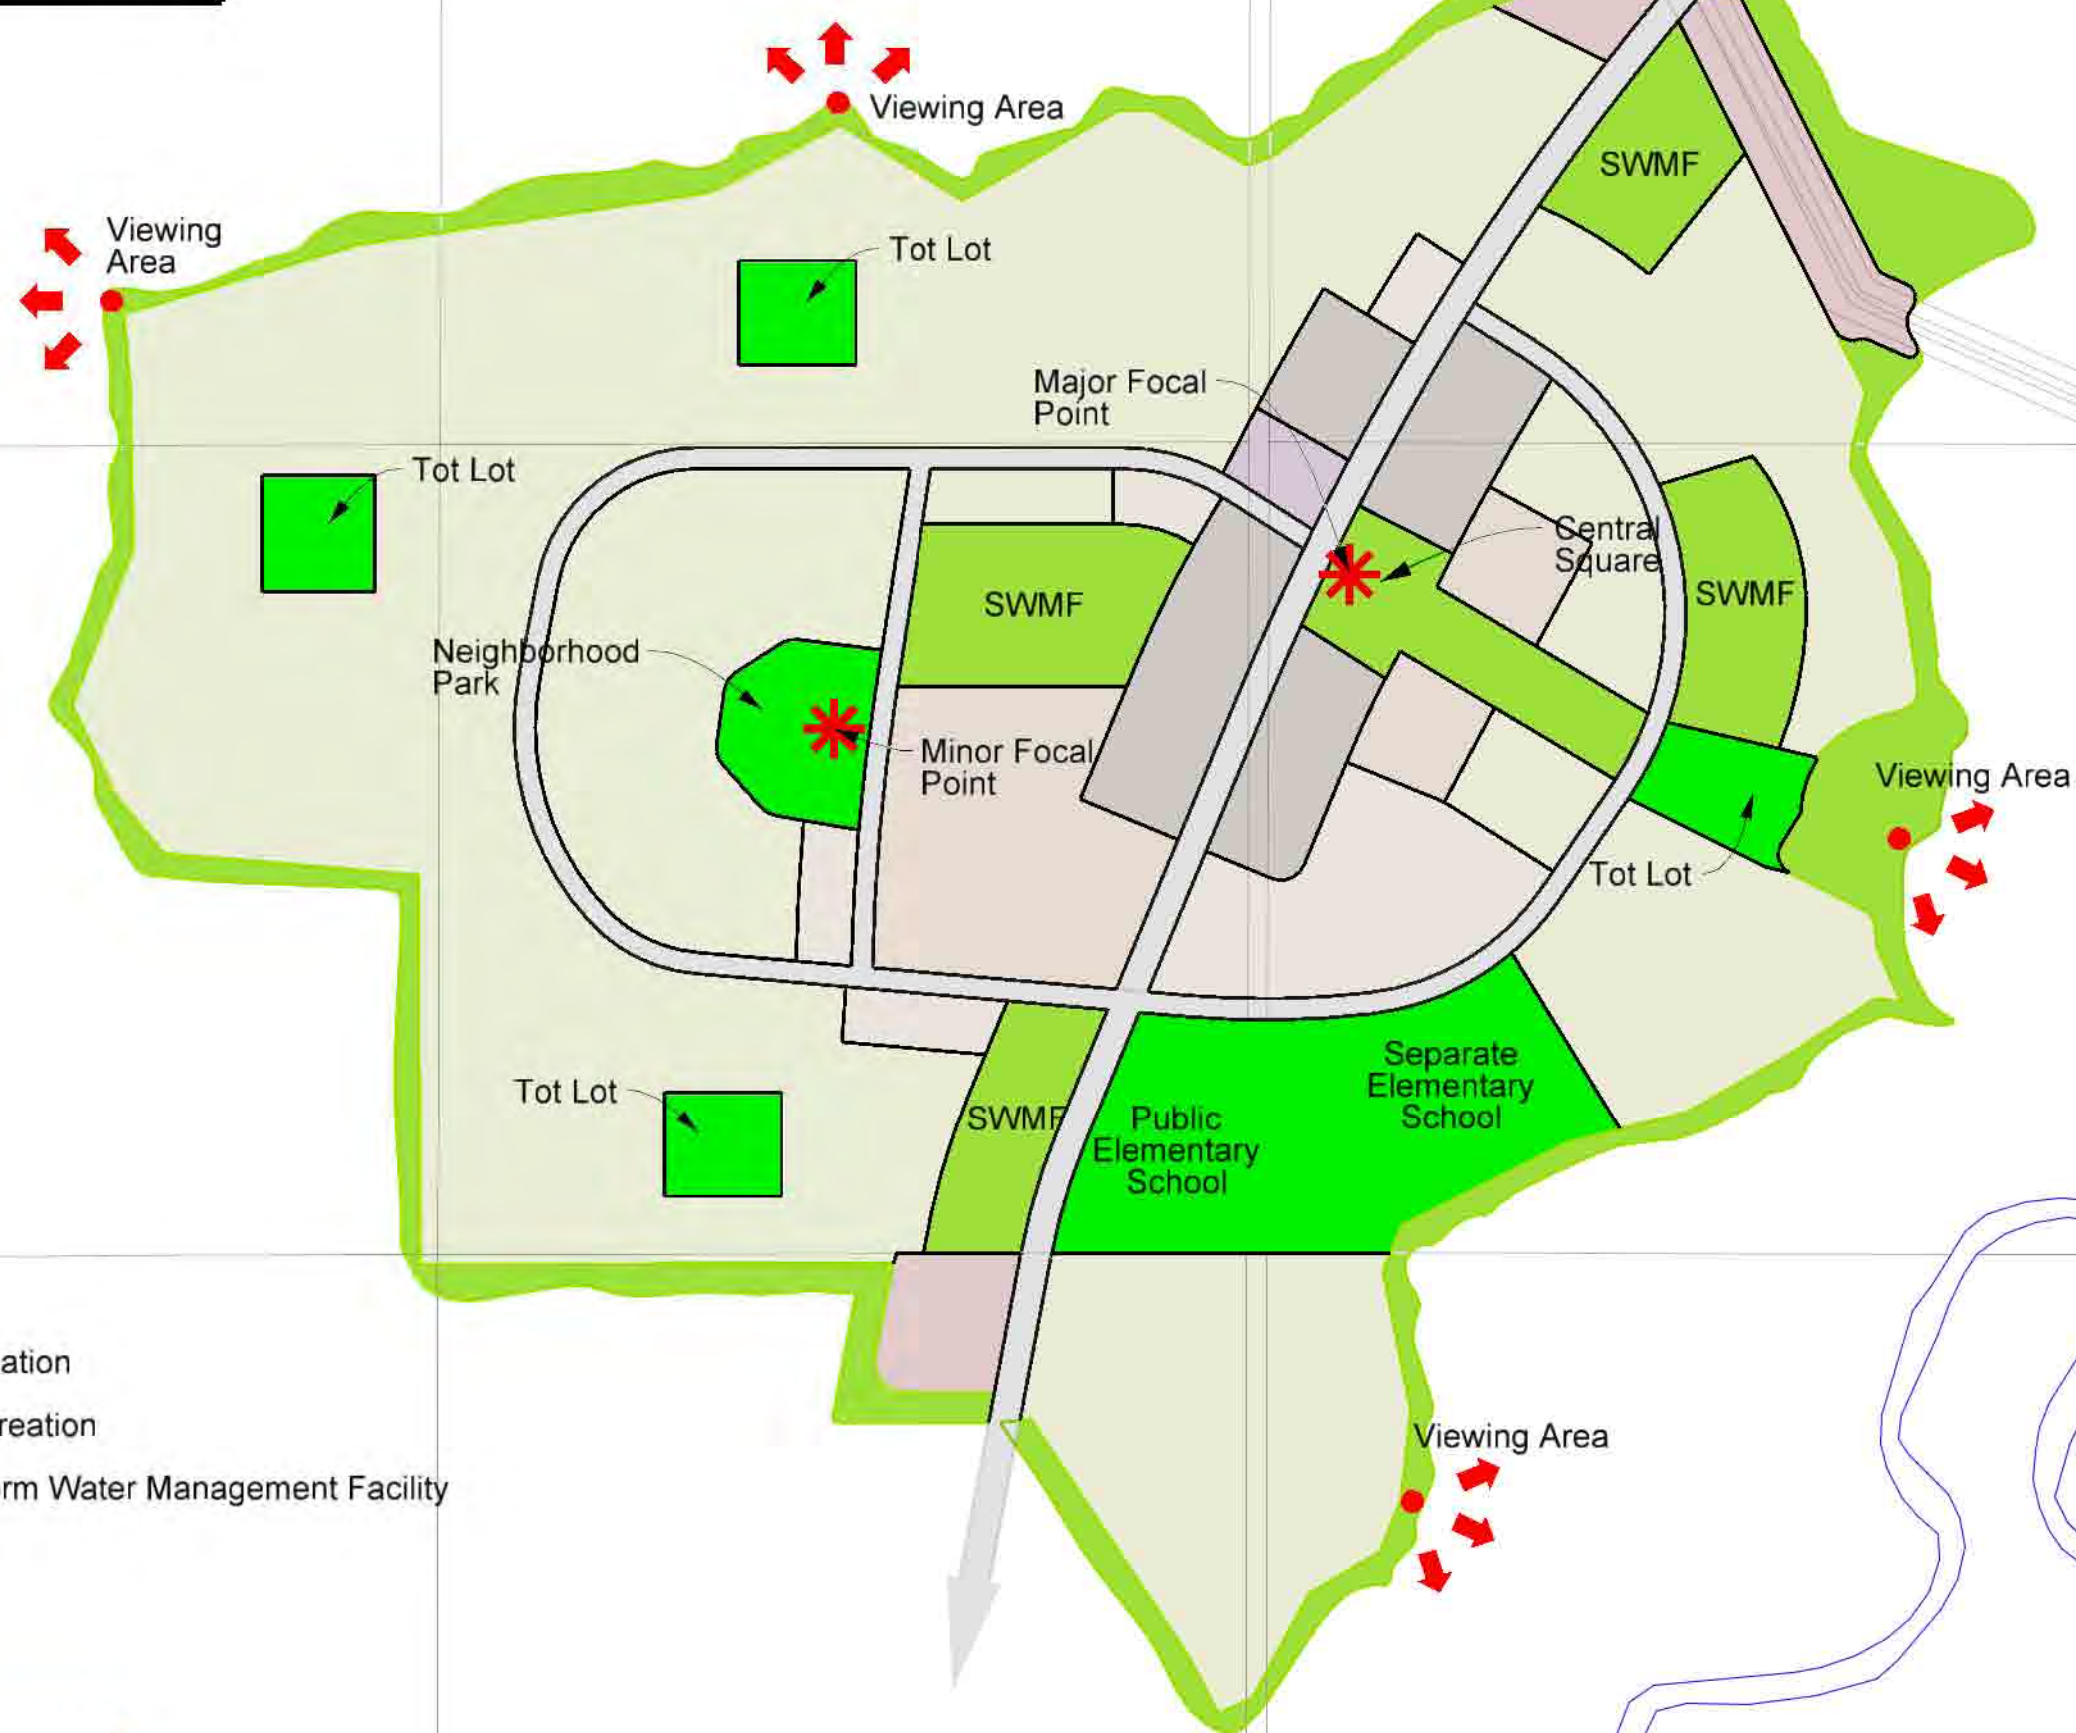 Viewing Area
SWMF
Viewing
Area
Tot Lot
Major Focal
Point
Tot Lot
Central
Square
SWMF
SWMF
Neighborhood
Park
Minor Focal
Point
Viewing Area
Tot Lot
Separate
Elementary
School
Tot Lot
SWMF
Public
Elementary
School
ation
reation
rm Water Management Facility
Viewing Area